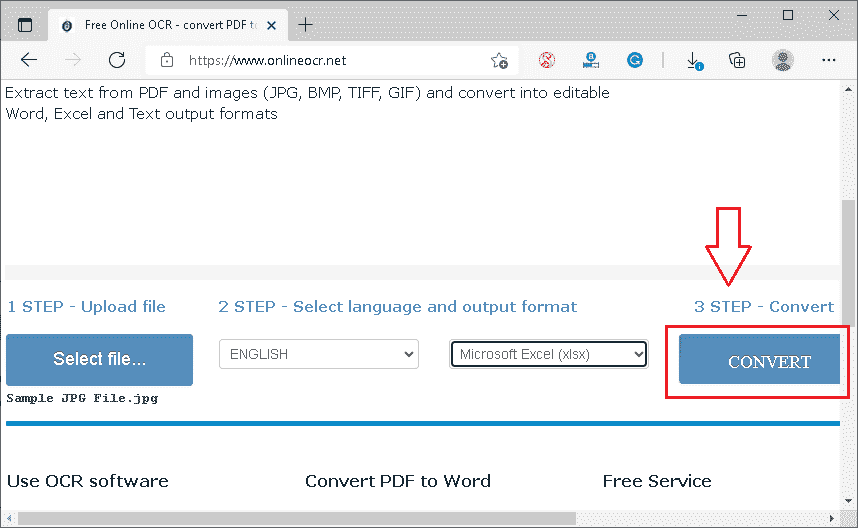 Free Online OCR - convert PDF to
https://www.onlineocr.net
Extract text from PDF and images (JPG, BMP, TIFF, GIF) and convert into editable
Word, Excel and Text output formats
1 STEP - Upload file
2 STEP - Select language and output format
3 STEP - Convert
Select file...
ENGLISH
Microsoft Excel (xlsx)
CONVERT
Sample JPG File.jpg
Use OCR software
Convert PDF to Word
Free Service